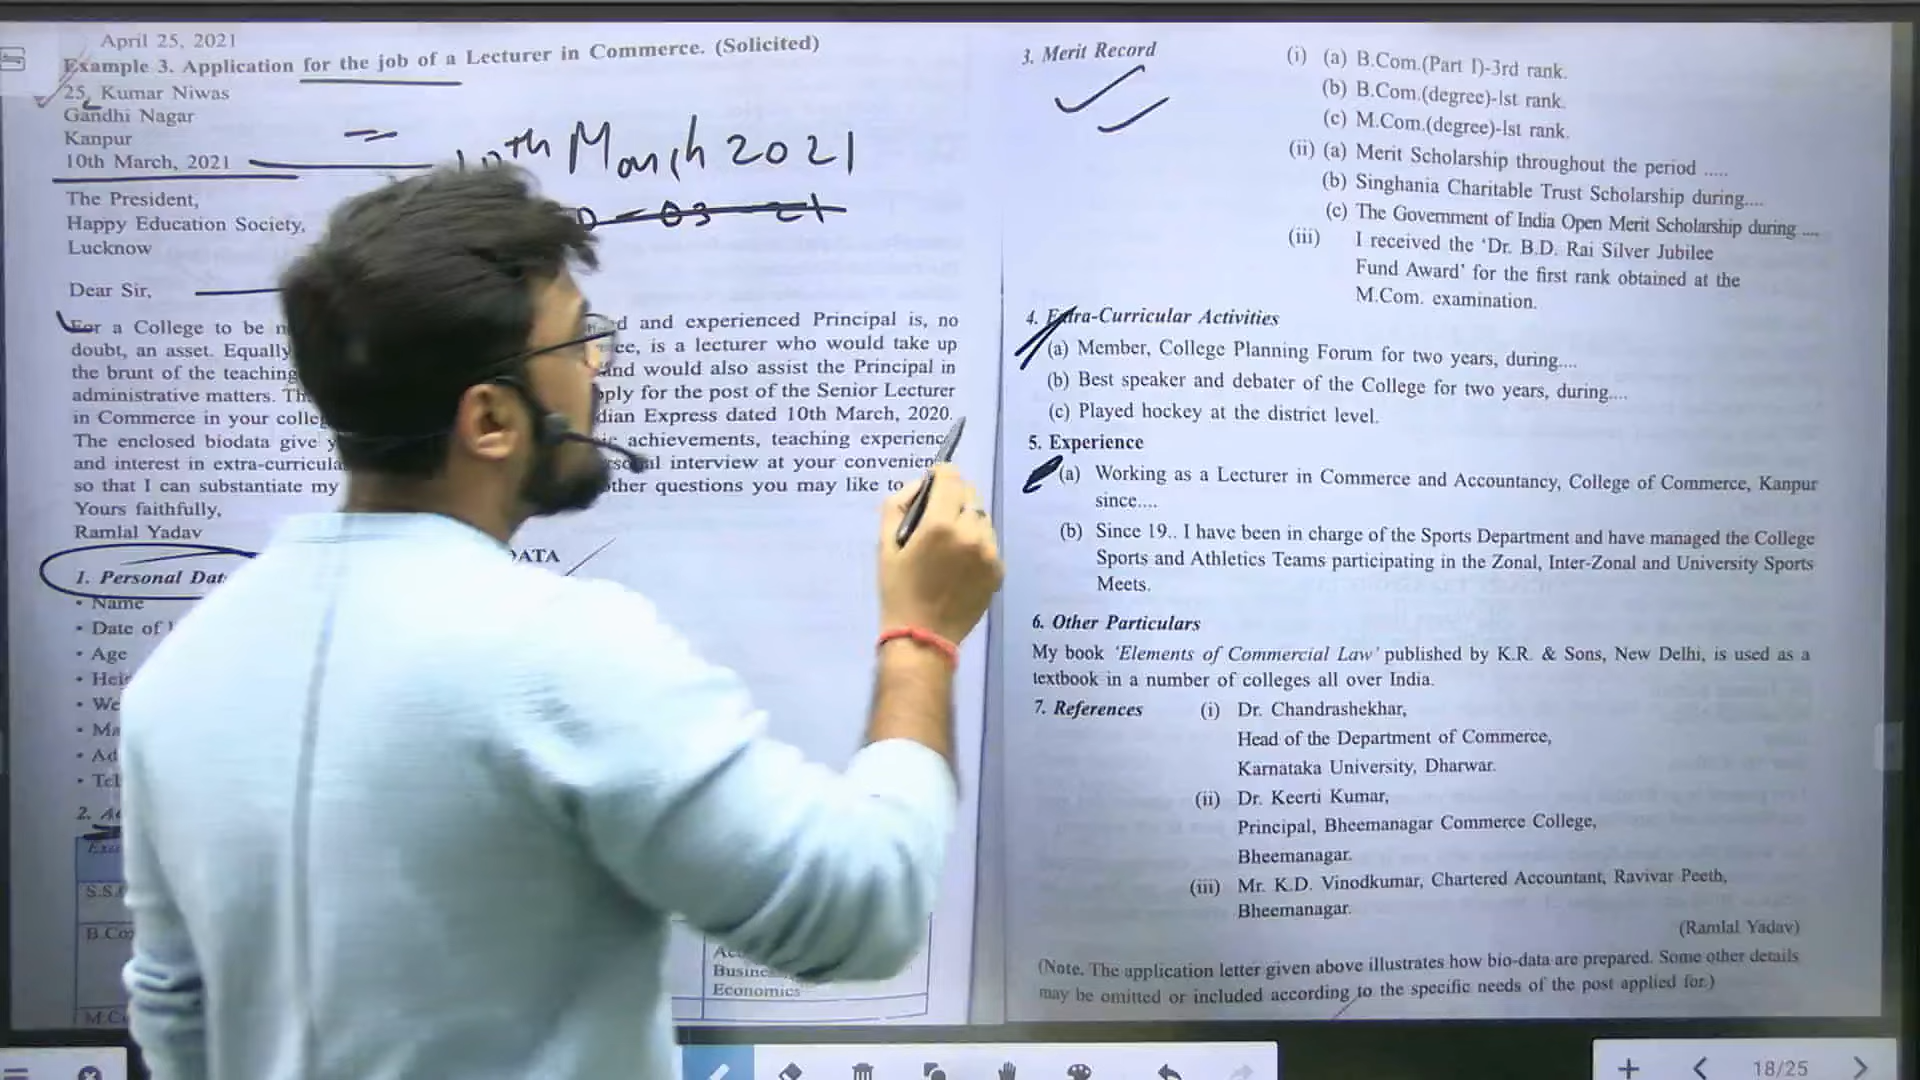 April 25, 2021
Example 3. Application for the job of a Lecturer in Commerce. (Solicited)
25, Kumar Niwas
Gandhi Nagar
Kanpur
10th March, 2021
10th March 2021
The President,
Happy Education Society,
Lucknow
0-03-21
Dear Sir,
For a College to be and experienced Principal is, no
doubt, an asset. Equally is a lecturer who would take up
the brunt of the teaching and would also assist the Principal in
administrative matters. for the post of the Senior Lecturer
in Commerce in your Express dated 10th March, 2020.
The enclosed biodata give achievements, teaching
and interest in interview at your
so that I can substantiate my other questions you may like to
Yours faithfully,
Ramlal Yadav
DATA
1. Personal
• Name
• Date of
• Age
2.
S.S.
B.Co
M.C
Economics
3. Merit Record
(i) (a) B.Com.(Part I)-3rd rank.
(b) B.Com.(degree)-Ist rank.
(c) M.Com.(degree)-Ist rank.
(ii) (a) Merit Scholarship throughout the period .....
(b) Singhania Charitable Trust Scholarship during....
(c) The Government of India Open Merit Scholarship during ....
(iii) I received the ‘Dr. B.D. Rai Silver Jubilee
Fund Award’ for the first rank obtained at the
M.Com. examination.
4. Extra-Curricular Activities
(a) Member, College Planning Forum for two years, during....
(b) Best speaker and debater of the College for two years, during....
(c) Played hockey at the district level.
5. Experience
(a) Working as a Lecturer in Commerce and Accountancy, College of Commerce, Kanpur
since....
(b) Since 19.. I have been in charge of the Sports Department and have managed the College
Sports and Athletics Teams participating in the Zonal, Inter-Zonal and University Sports
Meets.
6. Other Particulars
My book ‘Elements of Commercial Law’ published by K.R. & Sons, New Delhi, is used as a
textbook in a number of colleges all over India.
7. References (i) Dr. Chandrashekhar,
Head of the Department of Commerce,
Karnataka University, Dharwar.
(ii) Dr. Keerti Kumar,
Principal, Bheemanagar Commerce College,
Bheemanagar.
(iii) Mr. K.D. Vinodkumar, Chartered Accountant, Ravivar Peeth,
Bheemanagar.
(Ramlal Yadav)
(Note. The application letter given above illustrates how bio-data are prepared. Some other details
may be omitted or included according to the specific needs of the post applied for.)
18/25